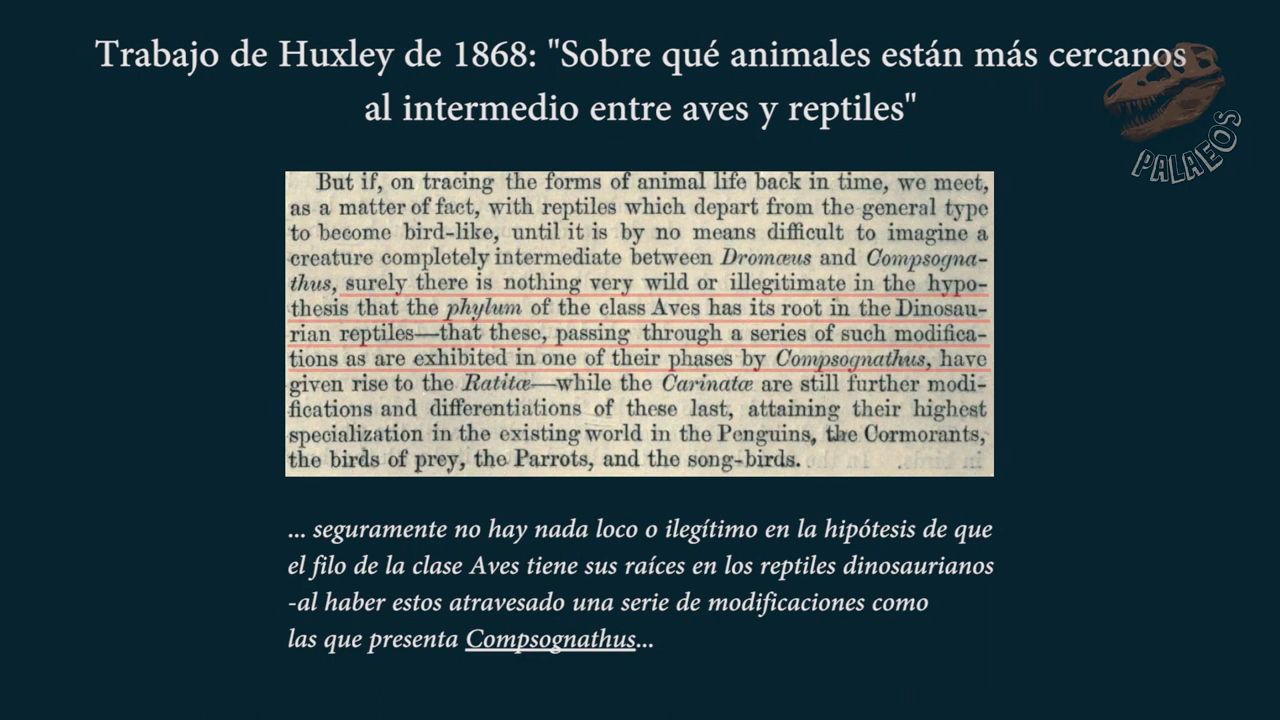 Trabajo de Huxley de 1868: "Sobre qué animales están más cercanos
al intermedio entre aves y reptiles"
PALAEOS
But if, on tracing the forms of animal life back in time, we meet,
as a matter of fact, with reptiles which depart from the general type
to become bird-like, until it is by no means difficult to imagine a
creature completely intermediate between Dromæus and Compsogna-
thus, surely there is nothing very wild or illegitimate in the hypo-
thesis that the phylum of the class Aves has its root in the Dinosau-
rian reptiles—that these, passing through a series of such modifica-
tions as are exhibited in one of their phases by Compsognathus, have
given rise to the Ratitæ—while the Carinatæ are still further modi-
fications and differentiations of these last, attaining their highest
specialization in the existing world in the Penguins, the Cormorants,
the birds of prey, the Parrots, and the song-birds.
... seguramente no hay nada loco o ilegítimo en la hipótesis de que
el filo de la clase Aves tiene sus raíces en los reptiles dinosaurianos
-al haber estos atravesado una serie de modificaciones como
las que presenta Compsognathus...